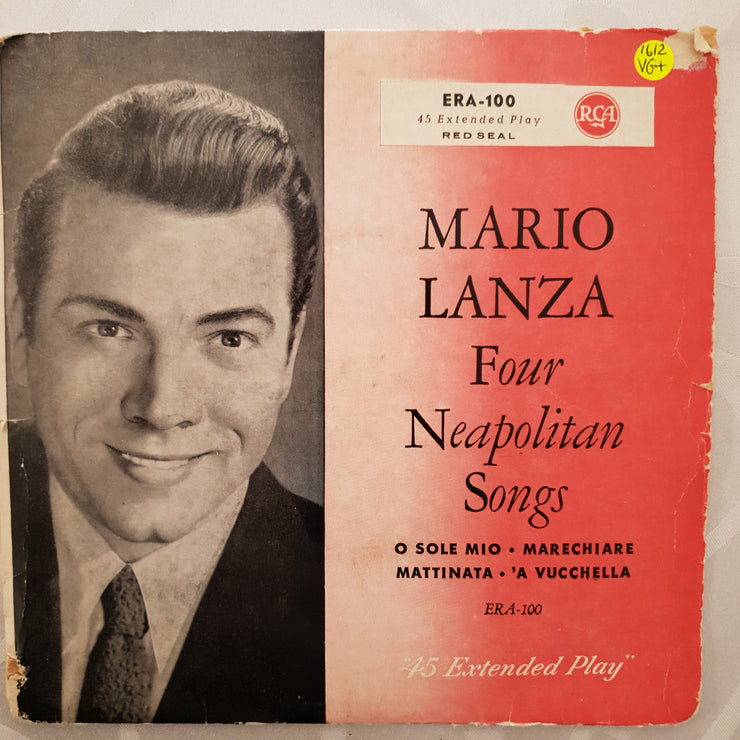 1612
VG+
ERA-100
45 Extended Play
RED SEAL
RCA
MARIO
LANZA
Four
Neapolitan
Songs
O SOLE MIO • MARECHIARE
MATTINATA • 'A VUCCHELLA
ERA-100
"45 Extended Play"